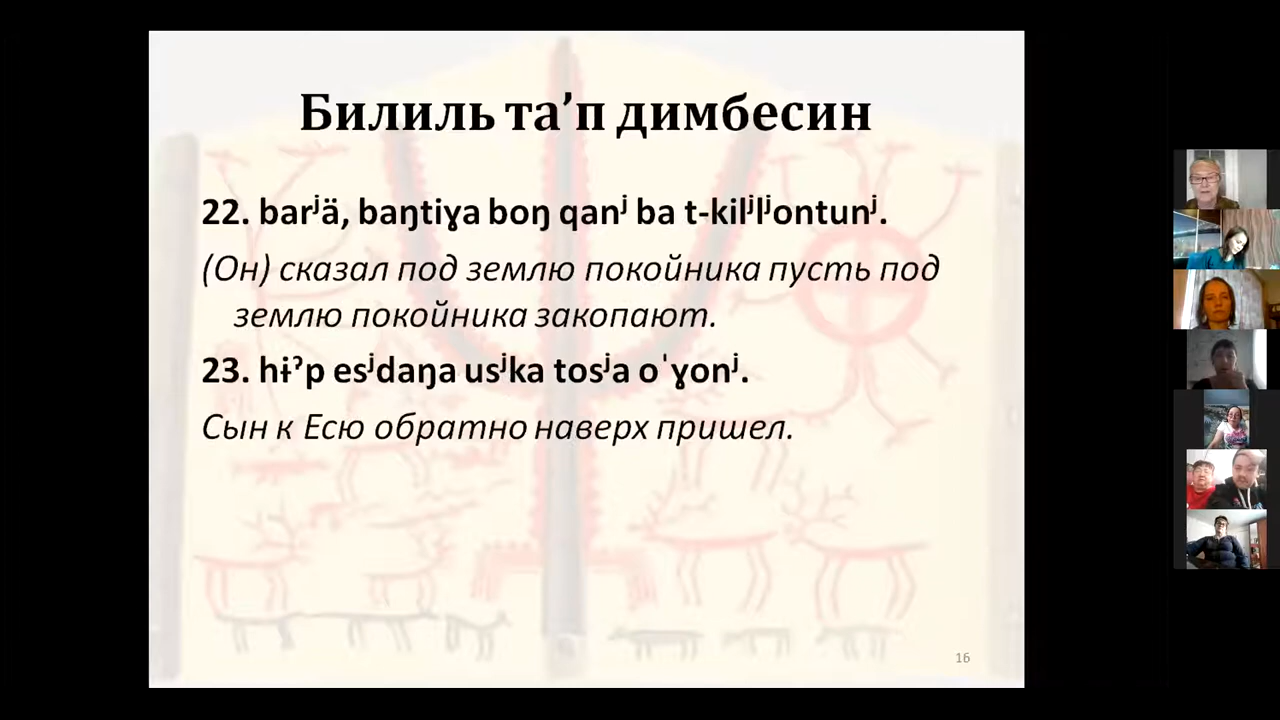 Билиль та’п димбесин
22. barʲä, baŋtiɣa boŋ qanʲ ba t-kilʲlʲontunʲ.
(Он) сказал под землю покойника пусть под
землю покойника закопают.
23. hɨˀp esʲdaŋa usʲka tosʲa oˈɣonʲ.
Сын к Есю обратно наверх пришел.
16